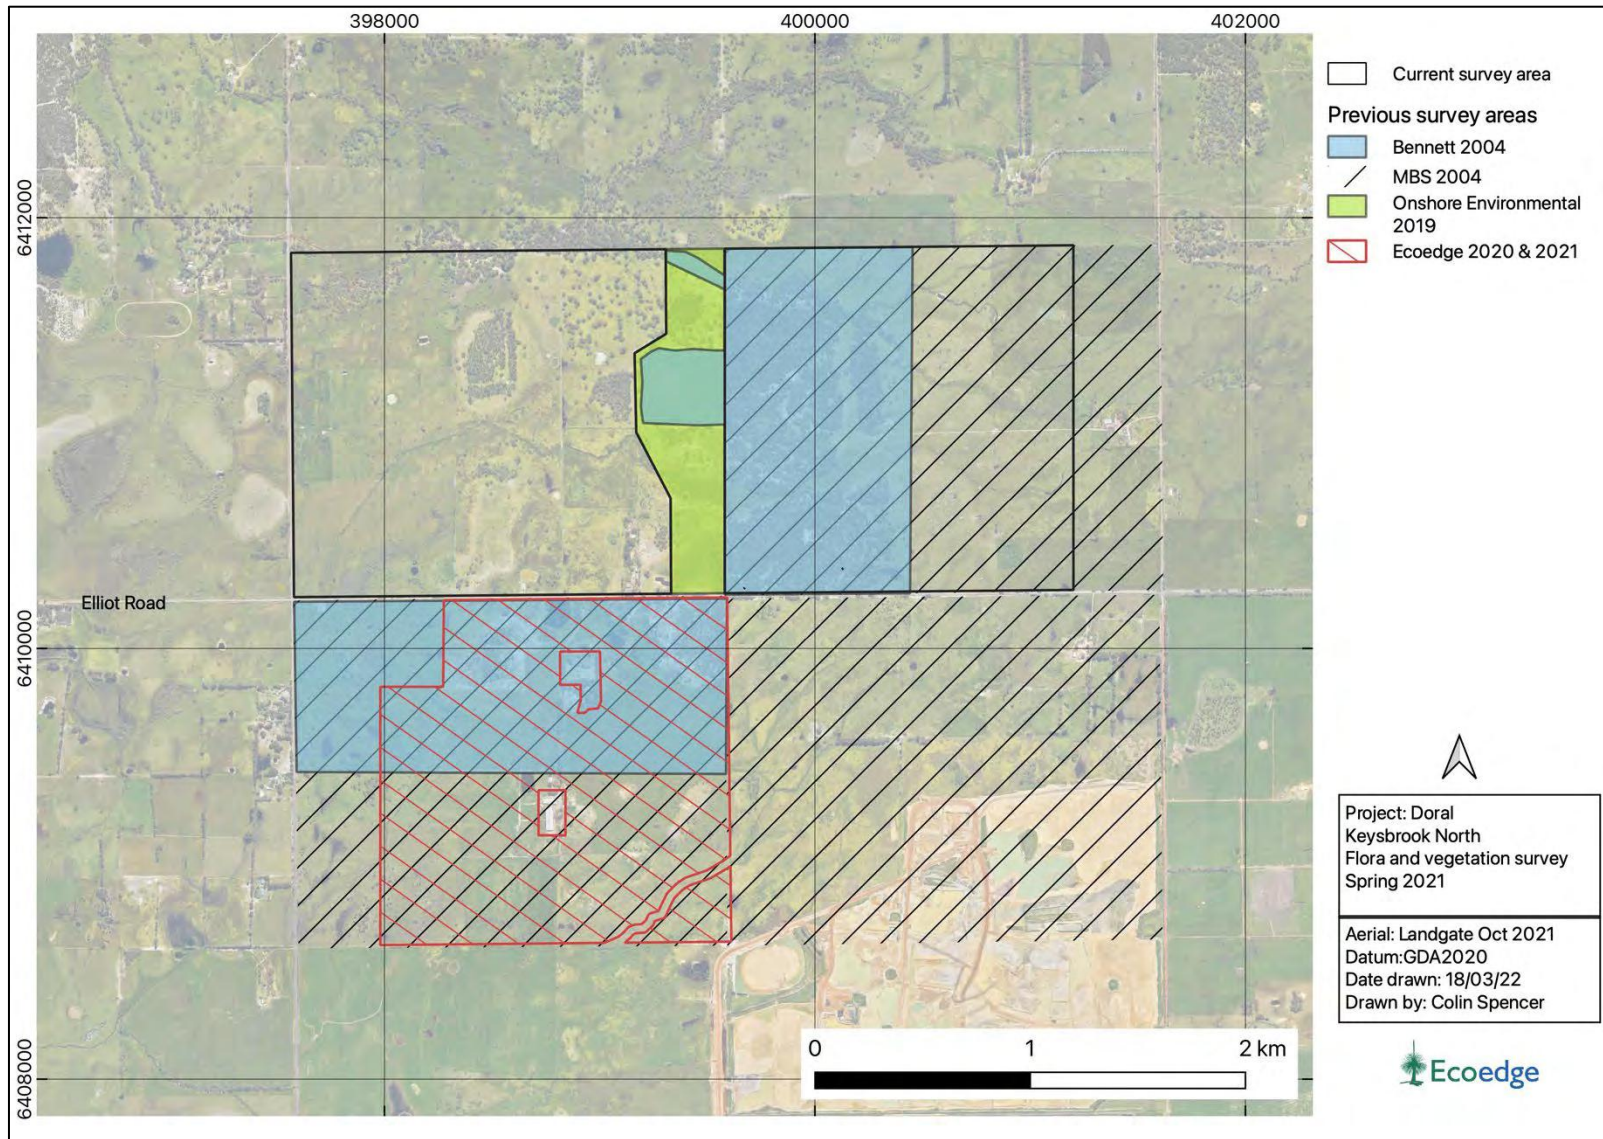 398000
400000
402000
6412000
6410000
6408000
Elliot Road
Current survey area
Previous survey areas
Bennett 2004
MBS 2004
Onshore Environmental
2019
Ecoedge 2020 & 2021
Project: Doral
Keysbrook North
Flora and vegetation survey
Spring 2021
Aerial: Landgate Oct 2021
Datum:GDA2020
Date drawn: 18/03/22
Drawn by: Colin Spencer
0 1 2 km
Ecoedge